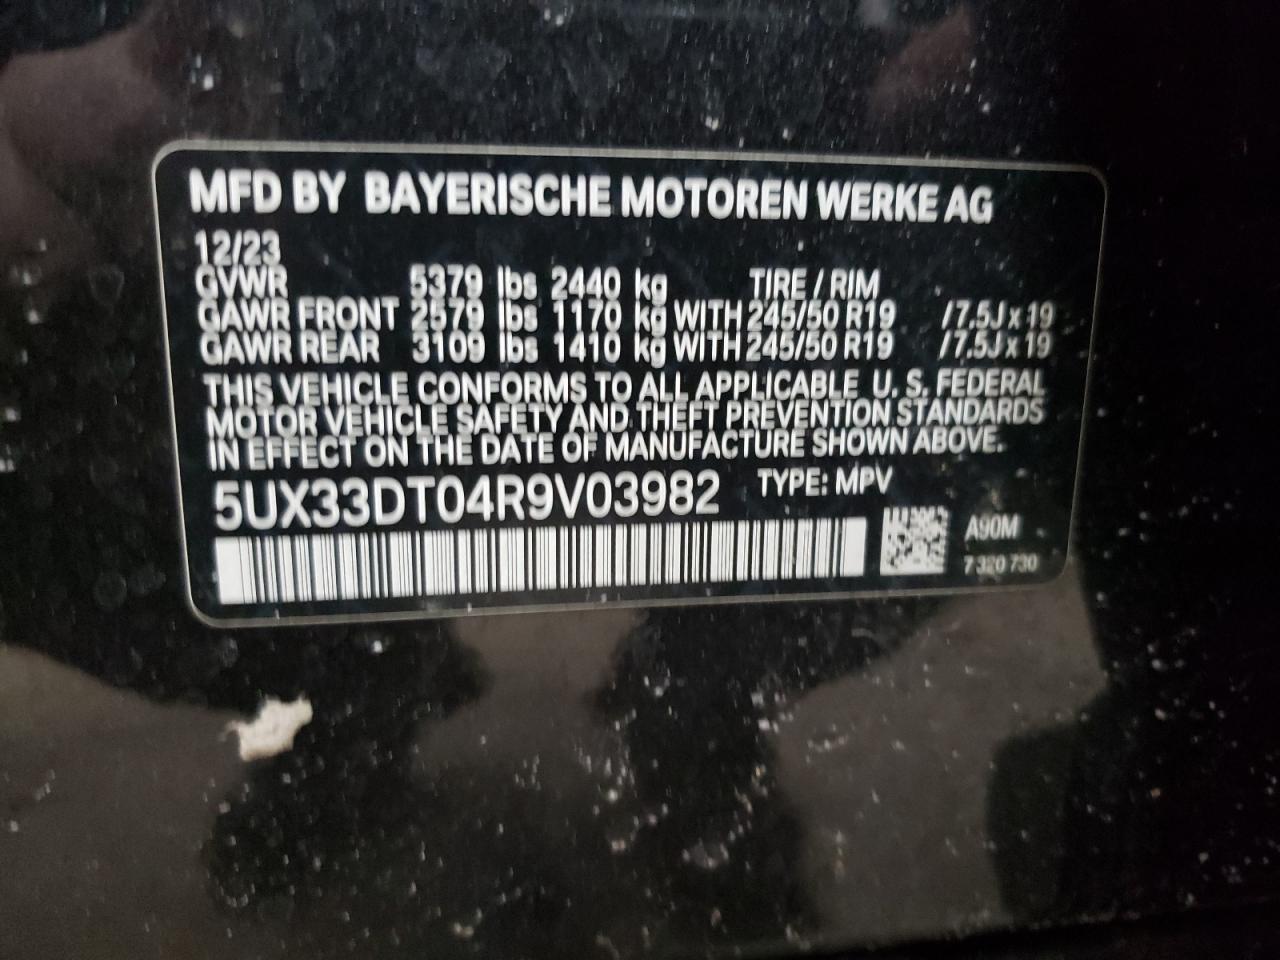 MFD BY BAYERISCHE MOTOREN WERKE AG
12/23
GVWR 5379 lbs 2440 kg TIRE / RIM
GAWR FRONT 2579 lbs 1170 kg WITH 245/50 R19 /7.5J x 19
GAWR REAR 3109 lbs 1410 kg WITH 245/50 R19 /7.5J x 19
THIS VEHICLE CONFORMS TO ALL APPLICABLE U. S. FEDERAL
MOTOR VEHICLE SAFETY AND THEFT PREVENTION STANDARDS
IN EFFECT ON THE DATE OF MANUFACTURE SHOWN ABOVE.
5UX33DT04R9V03982 TYPE: MPV
A90M
7 320 730